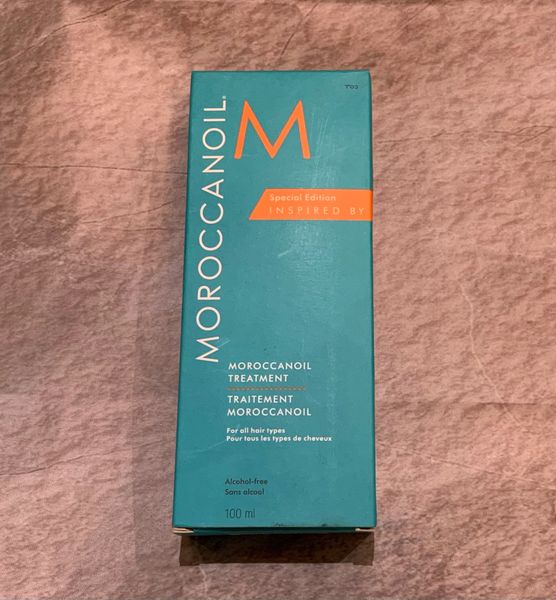 MOROCCANOIL®
M
Special Edition
INSPIRED BY
MOROCCANOIL
TREATMENT
TRAITEMENT
MOROCCANOIL
For all hair types
Pour tous les types de cheveux
Alcohol-free
Sans alcool
100 ml